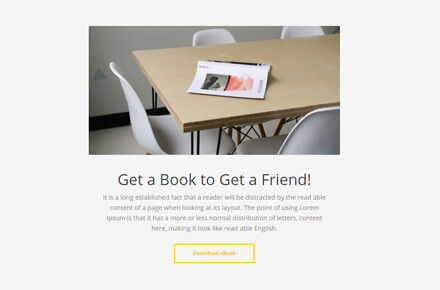 Get a Book to Get a Friend!
It is a long established fact that a reader will be distracted by the read able
content of a page when looking at its layout. The point of using Lorem
Ipsum is that it has a more or less normal distribution of letters, content
here, making it look like read able English.
Download eBook